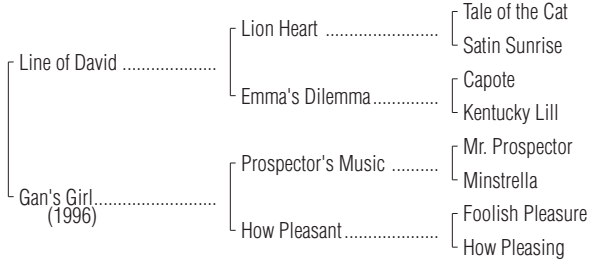 Tale of the Cat
Lion Heart ........................
Satin Sunrise
Line of David ....................
Capote
Emma's Dilemma..............
Kentucky Lill
Mr. Prospector
Prospector's Music ..........
Minstrella
Gan's Girl..........................
(1996)
Foolish Pleasure
How Pleasant....................
How Pleasing